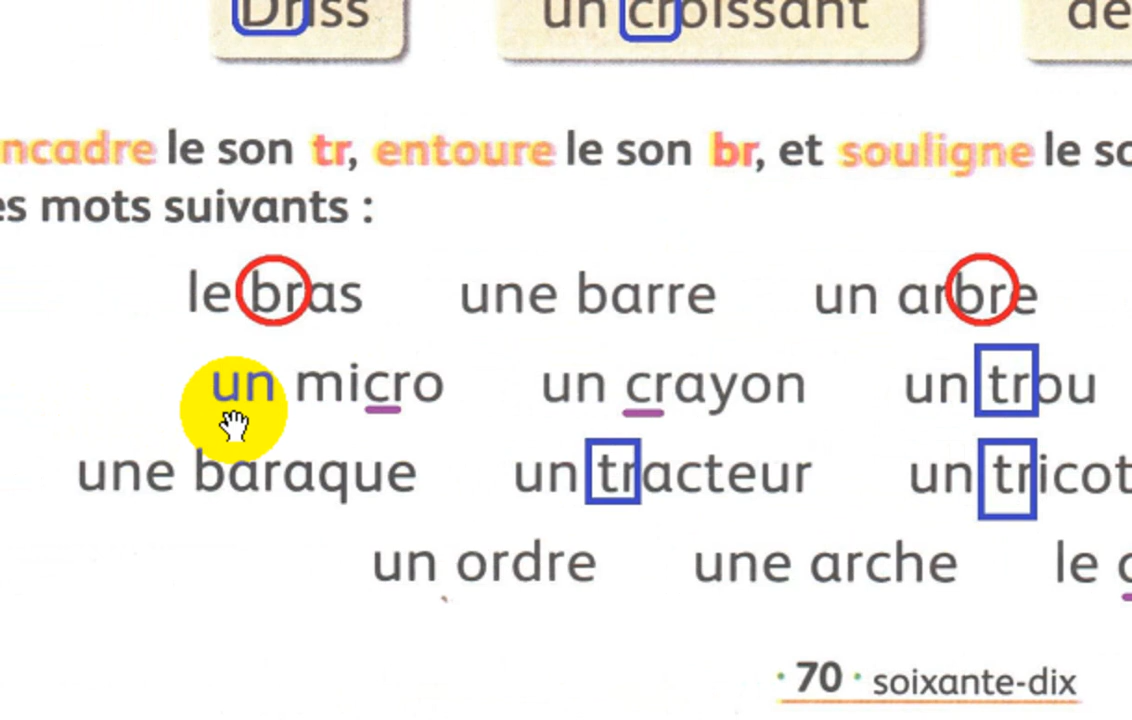 Driss un croissant de
ncadre le son tr, entoure le son br, et souligne le so
es mots suivants :
le bras une barre un arbre
un micro un crayon un trou
une baraque un tracteur un tricot
un ordre une arche le
· 70 · soixante-dix